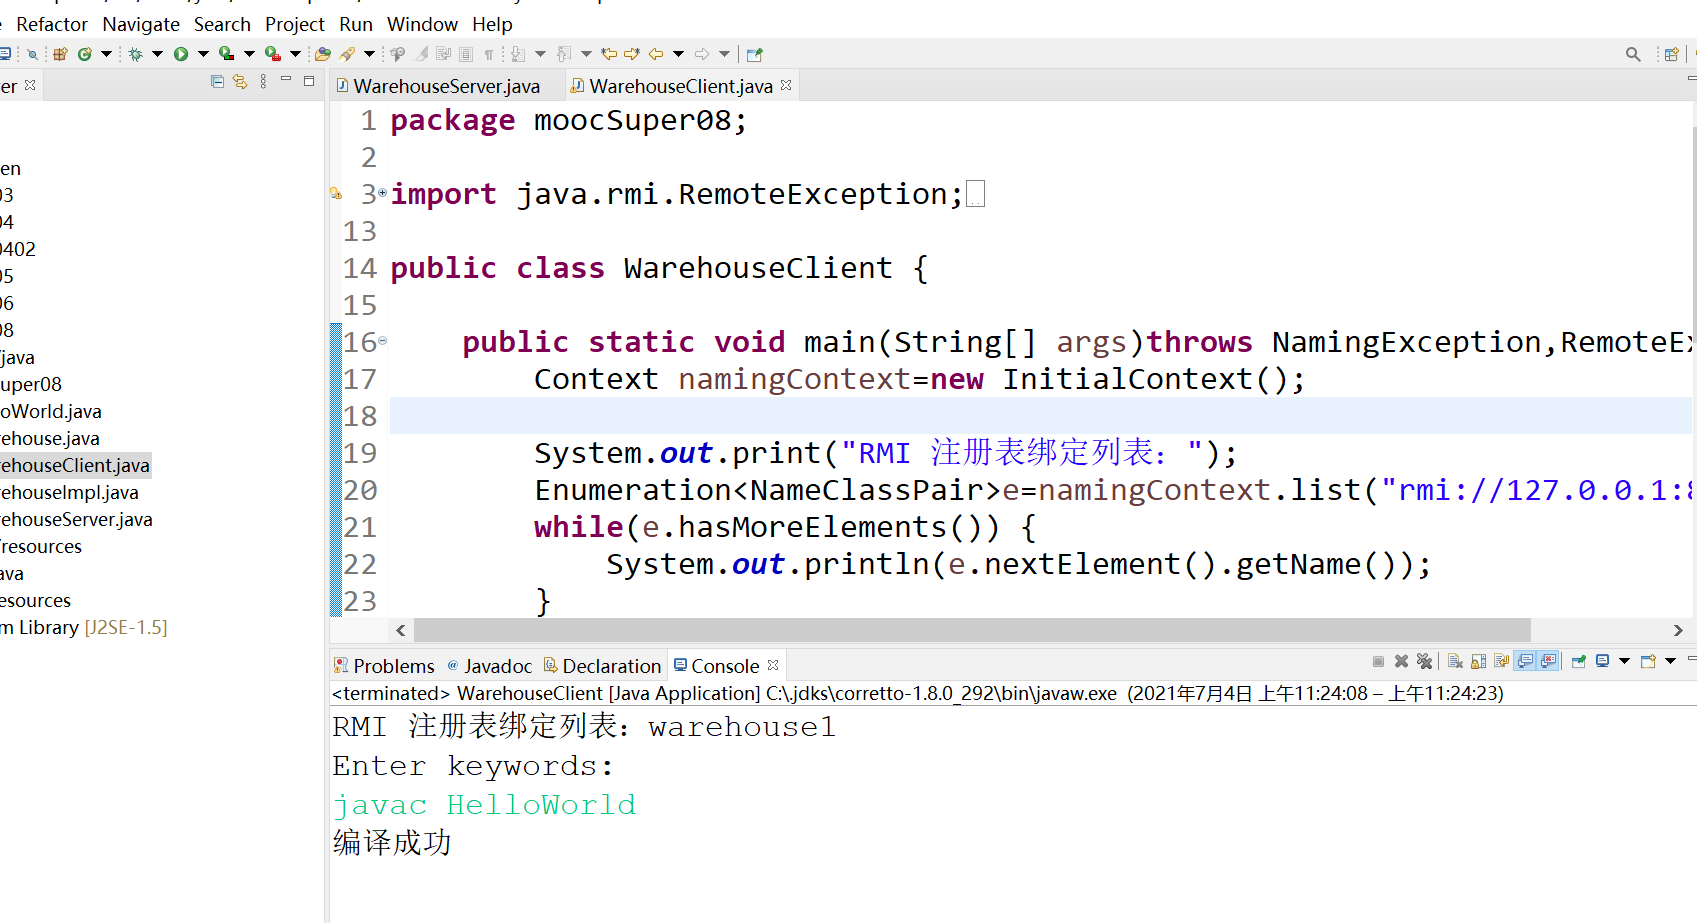 Refactor Navigate Search Project Run Window Help
WarehouseServer.java WarehouseClient.java
1 package moocSuper08;
2
3 import java.rmi.RemoteException;
13
14 public class WarehouseClient {
15
16 public static void main(String[] args)throws NamingException,RemoteEx
17 Context namingContext=new InitialContext();
18
19 System.out.print("RMI 注册表绑定列表：");
20 Enumeration<NameClassPair>e=namingContext.list("rmi://127.0.0.1:8
21 while(e.hasMoreElements()) {
22 System.out.println(e.nextElement().getName());
23 }
er
en
03
04
0402
05
06
08
/java
uper08
oWorld.java
ehouse.java
ehouseClient.java
ehouseImpl.java
ehouseServer.java
/resources
ava
esources
m Library [J2SE-1.5]
Problems @ Javadoc Declaration Console
<terminated> WarehouseClient [Java Application] C:\.jdks\corretto-1.8.0_292\bin\javaw.exe (2021年7月4日 上午11:24:08 – 上午11:24:23)
RMI 注册表绑定列表：warehouse1
Enter keywords:
javac HelloWorld
编译成功